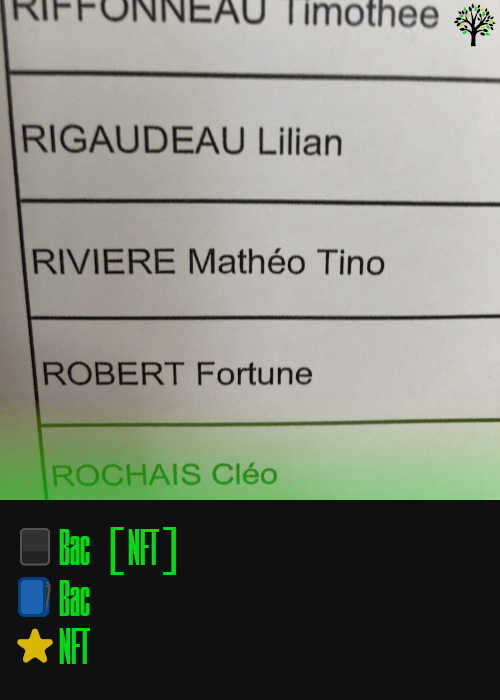 RIFFONNEAU Timothee
RIGAUDEAU Lilian
RIVIERE Mathéo Tino
ROBERT Fortune
ROCHAIS Cléo
Bac [NFT]
Bac
NFT